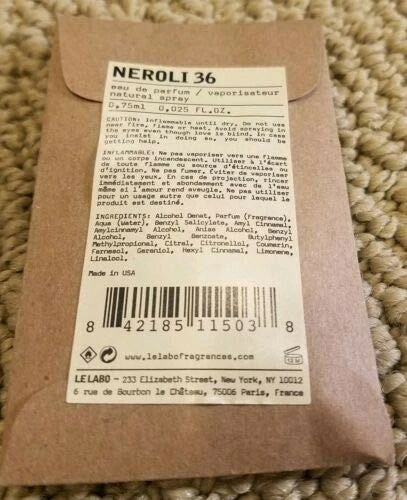 NEROLI 36
eau de parfum / vaporisateur
natural spray
0,75ml   0,025 FL.OZ.
CAUTION: Inflammable until dry. Do not use
near fire, flame or heat. Avoid spraying in
the eyes even though love is blind. In case
you insist in doing so, you should be
getting help.
INFLAMMABLE: Ne pas vaporiser vers une flamme
ou un corps incandescent. Utiliser à l'écart
de toute flamme ou source d'étincelles ou
d'ignition. Ne pas fumer. Éviter de vaporiser
vers les yeux. En cas de projection, rincer
immédiatement et abondamment avec de l'eau
même si l'amour rend aveugle. Ne pas utiliser
pour un usage autre que celui pour lequel le
produit est destiné.
INGREDIENTS: Alcohol Denat, Parfum (Fragrance),
Aqua (Water), Benzyl Salicylate, Amyl Cinnamal,
Amylcinnamyl Alcohol, Anise Alcohol, Benzyl
Alcohol, Benzyl Benzoate, Butylphenyl
Methylpropional, Citral, Citronellol, Coumarin,
Farnesol, Geraniol, Hexyl Cinnamal, Limonene,
Linalool.
Made in USA
8 42185 11503 8
www.lelabofragrances.com
12 M
LE LABO – 233 Elizabeth Street, New York, NY 10012
6 rue de Bourbon le Château, 75006 Paris, France